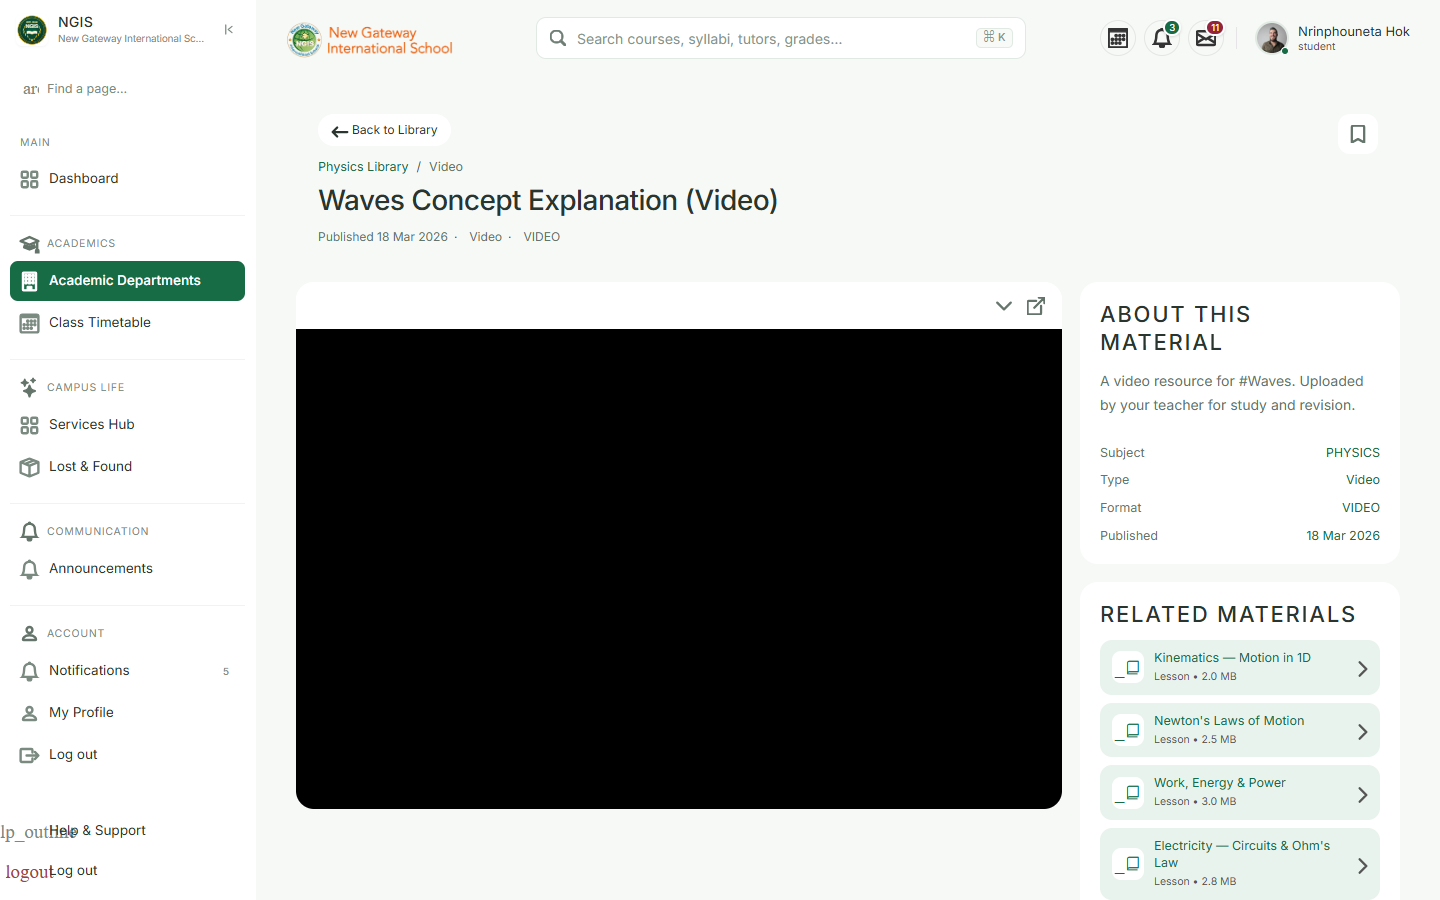 NGIS
New Gateway International Sc...
Find a page...
MAIN
Dashboard
ACADEMICS
Academic Departments
Class Timetable
CAMPUS LIFE
Services Hub
Lost & Found
COMMUNICATION
Announcements
ACCOUNT
Notifications 5
My Profile
Log out
Help & Support
logout Log out
New Gateway
International School
Search courses, syllabi, tutors, grades...
⌘ K
3
11
Nrinphouneta Hok
student
Back to Library
Physics Library / Video
Waves Concept Explanation (Video)
Published 18 Mar 2026 · Video · VIDEO
ABOUT THIS
MATERIAL
A video resource for #Waves. Uploaded
by your teacher for study and revision.
Subject PHYSICS
Type Video
Format VIDEO
Published 18 Mar 2026
RELATED MATERIALS
Kinematics — Motion in 1D
Lesson • 2.0 MB
Newton's Laws of Motion
Lesson • 2.5 MB
Work, Energy & Power
Lesson • 3.0 MB
Electricity — Circuits & Ohm's
Law
Lesson • 2.8 MB